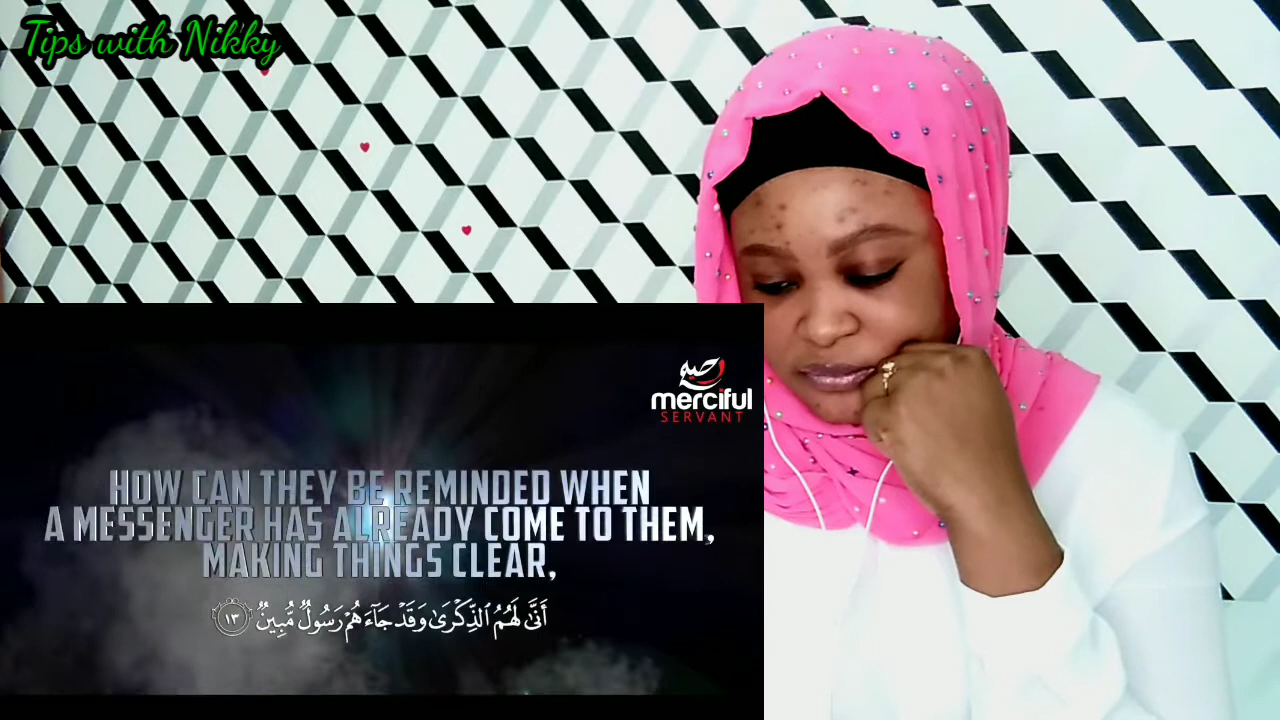 Tips with Nikky
رحيم
merciful
SERVANT
HOW CAN THEY BE REMINDED WHEN
A MESSENGER HAS ALREADY COME TO THEM,
MAKING THINGS CLEAR,
أَنَّىٰ لَهُمُ ٱلذِّكْرَىٰ وَقَدْ جَآءَهُمْ رَسُولٌ مُّبِينٌ ١٣